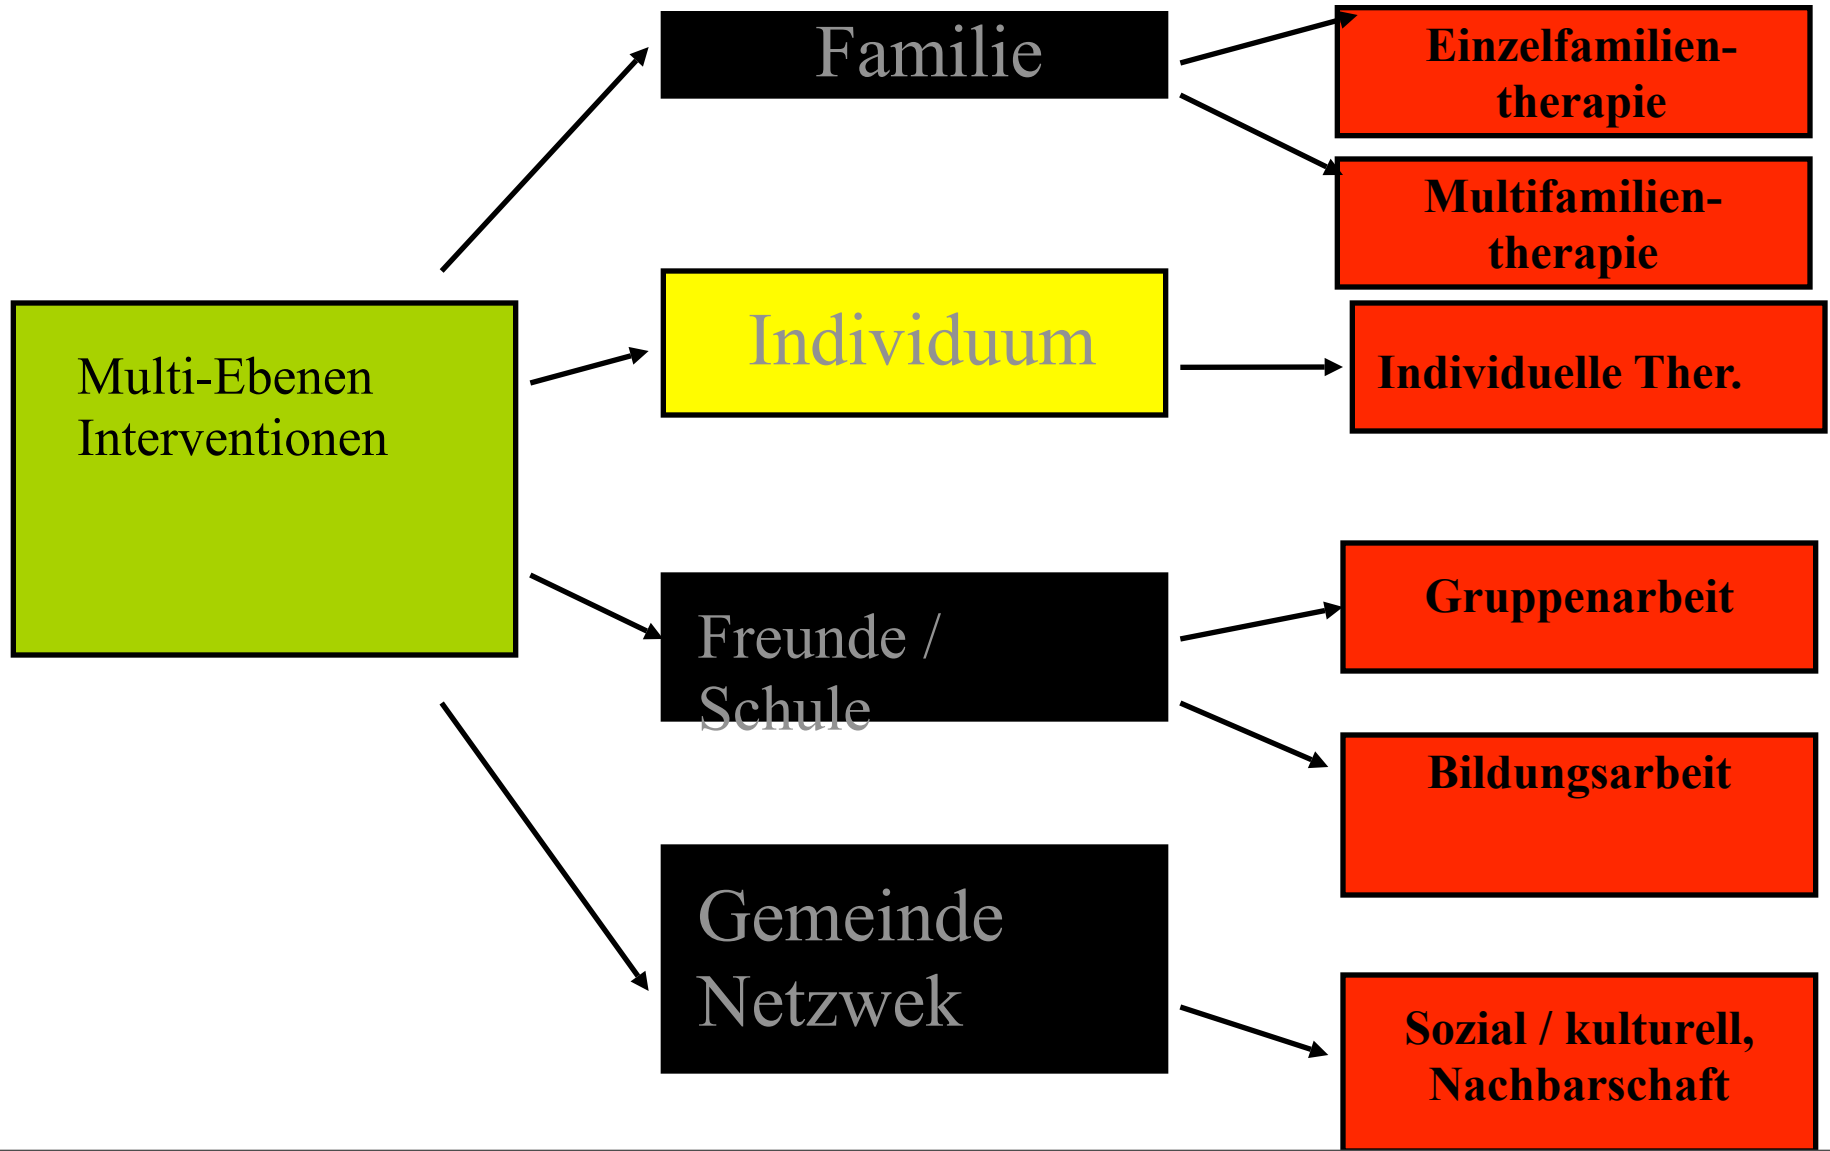 Multi-Ebenen
Interventionen
Familie
Einzelfamilien-
therapie
Multifamilien-
therapie
Individuum
Individuelle Ther.
Freunde /
Schule
Gruppenarbeit
Bildungsarbeit
Gemeinde
Netzwek
Sozial / kulturell,
Nachbarschaft